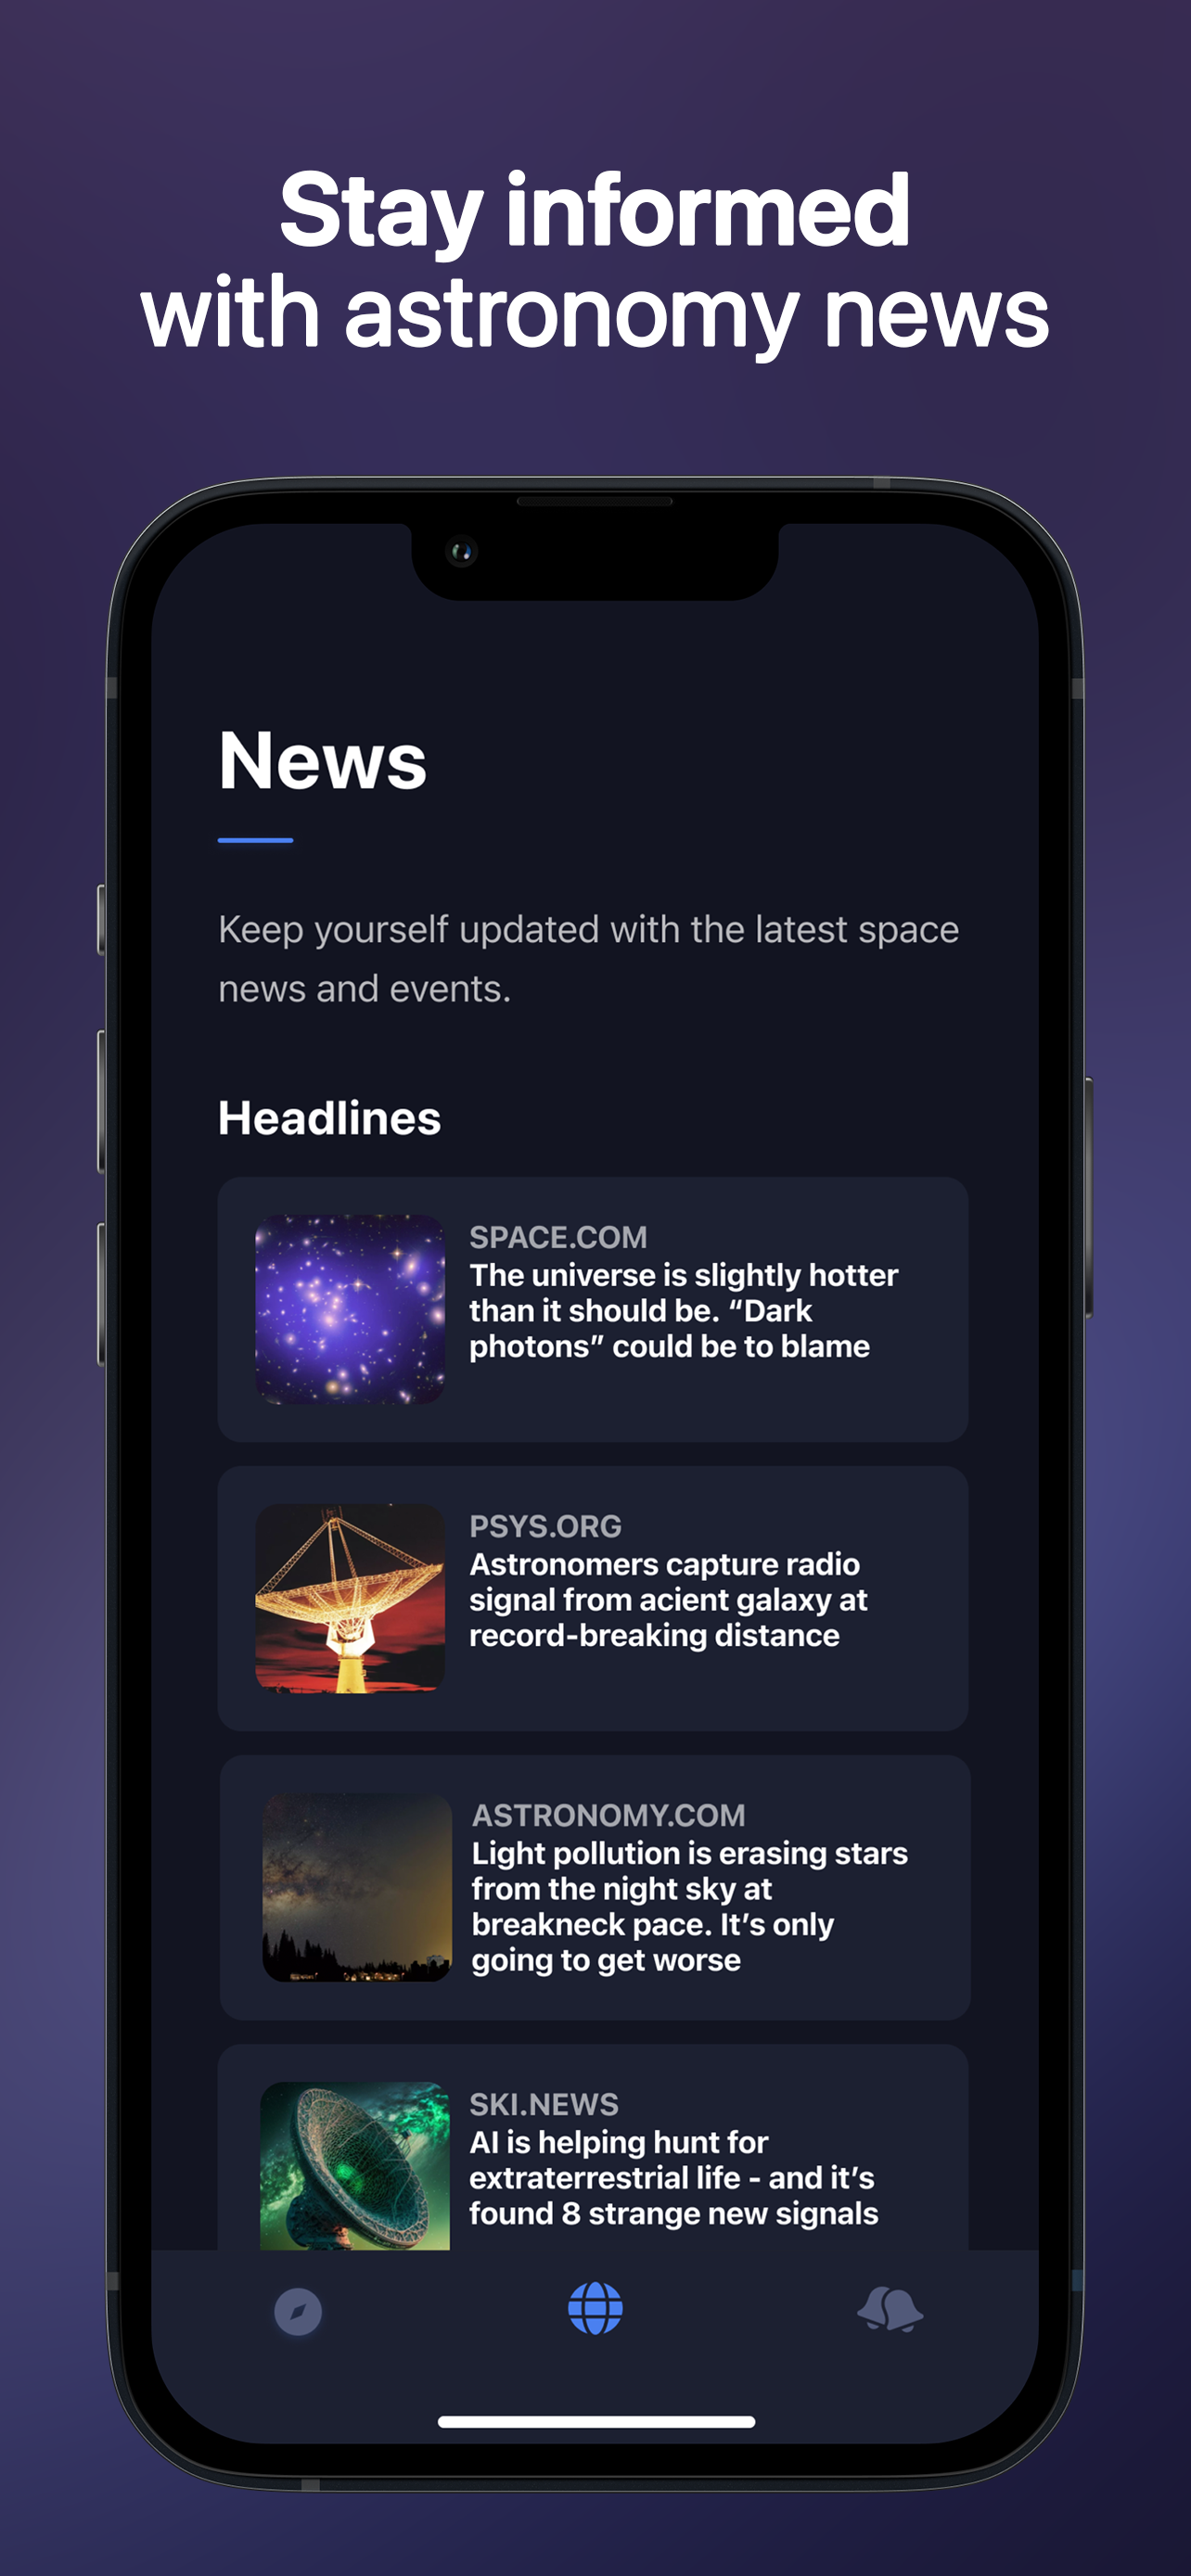 Stay informed
with astronomy news
News
Keep yourself updated with the latest space
news and events.
Headlines
SPACE.COM
The universe is slightly hotter
than it should be. “Dark
photons” could be to blame
PSYS.ORG
Astronomers capture radio
signal from acient galaxy at
record-breaking distance
ASTRONOMY.COM
Light pollution is erasing stars
from the night sky at
breakneck pace. It’s only
going to get worse
SKI.NEWS
AI is helping hunt for
extraterrestrial life - and it’s
found 8 strange new signals